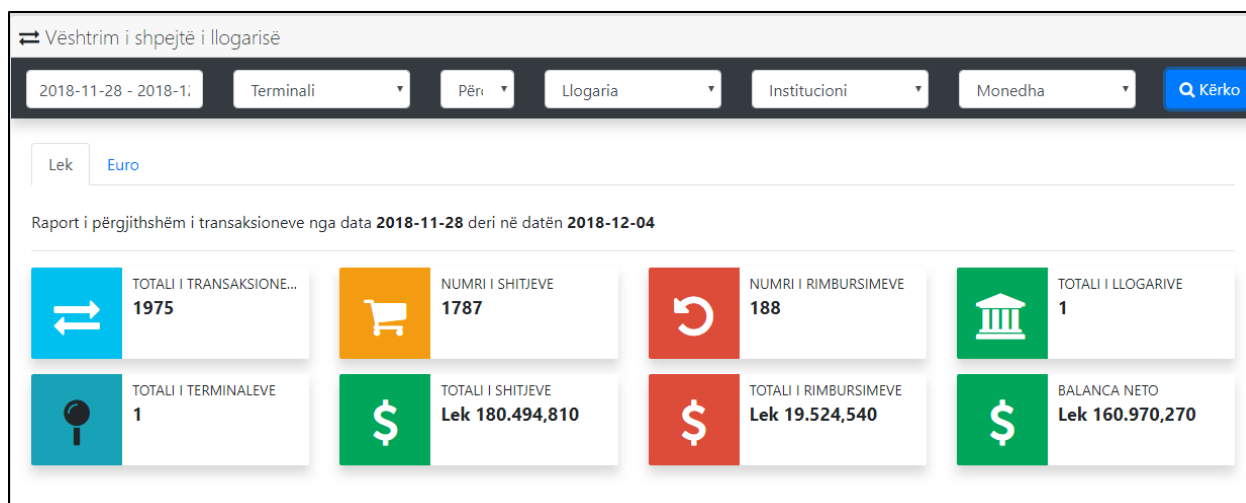 Vështrim i shpejtë i llogarisë
2018-11-28 - 2018-1 Terminali Për Llogaria Institucioni Monedha Kërko
Lek Euro
Raport i përgjithshëm i transaksioneve nga data 2018-11-28 deri në datën 2018-12-04
TOTALI I TRANSAKSIONE...
1975
NUMRI I SHITJEVE
1787
NUMRI I RIMBURSIMEVE
188
TOTALI I LLOGARIVE
1
TOTALI I TERMINALEVE
1
TOTALI I SHITJEVE
Lek 180.494,810
TOTALI I RIMBURSIMEVE
Lek 19.524,540
BALANCA NETO
Lek 160.970,270